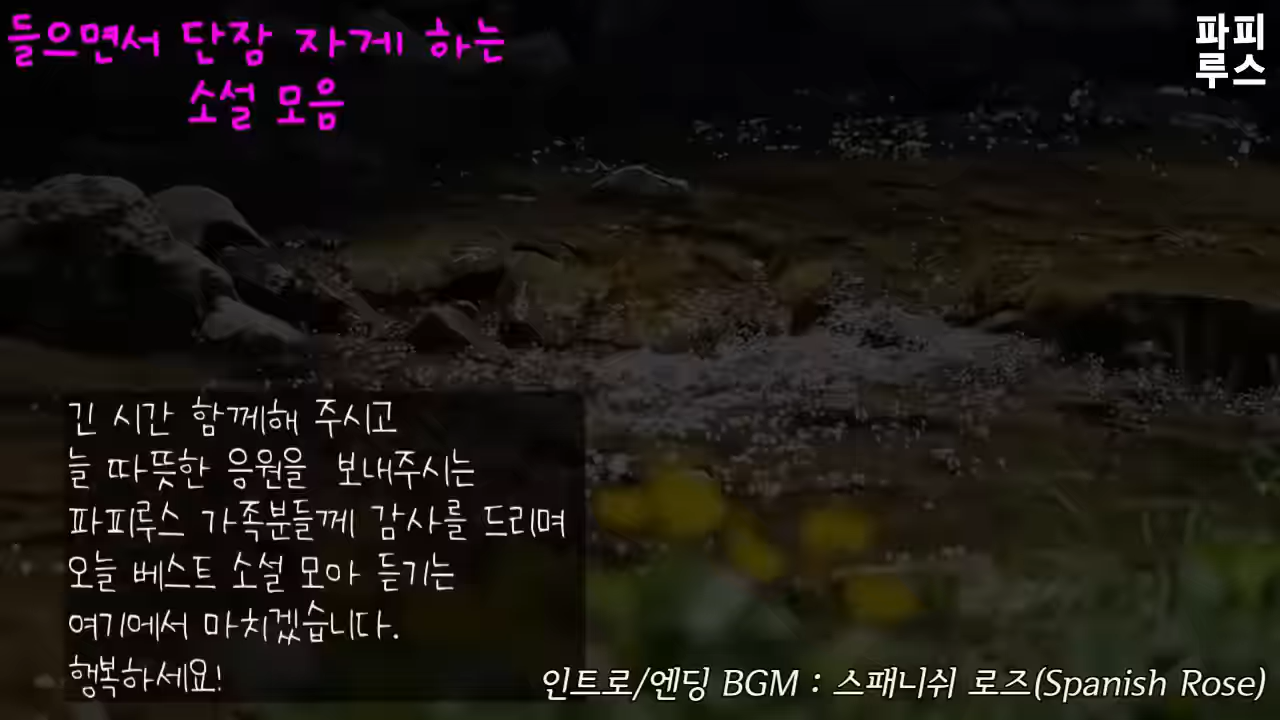 들으면서 단잠 자게 하는
소설 모음
파피
루스
긴 시간 함께해 주시고
늘 따뜻한 응원을 보내주시는
파피루스 가족분들께 감사를 드리며
오늘 베스트 소설 모아 듣기는
여기에서 마치겠습니다.
행복하세요!
인트로/엔딩 BGM : 스패니쉬 로즈(Spanish Rose)